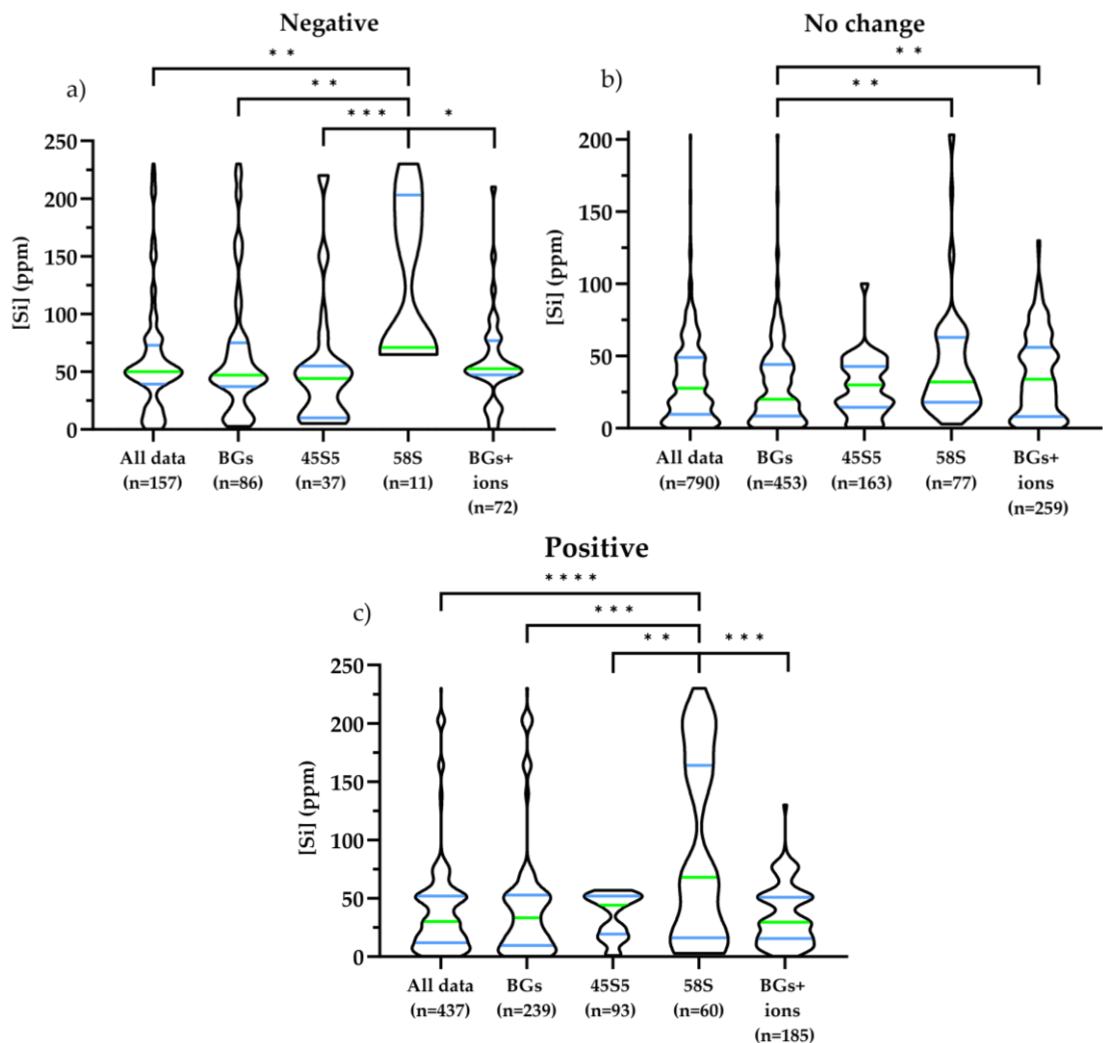 Negative
* *
a)
* *
* * *
*
250
200
150
100
50
0
[Si] (ppm)
All data
(n=157)
BGs
(n=86)
45S5
(n=37)
58S
(n=11)
BGs+
ions
(n=72)
No change
b)
* *
* *
200
150
100
50
0
[Si] (ppm)
All data
(n=790)
BGs
(n=453)
45S5
(n=163)
58S
(n=77)
BGs+
ions
(n=259)
Positive
* * * *
c)
* * *
* *
* * *
250
200
150
100
50
0
[Si] (ppm)
All data
(n=437)
BGs
(n=239)
45S5
(n=93)
58S
(n=60)
BGs+
ions
(n=185)